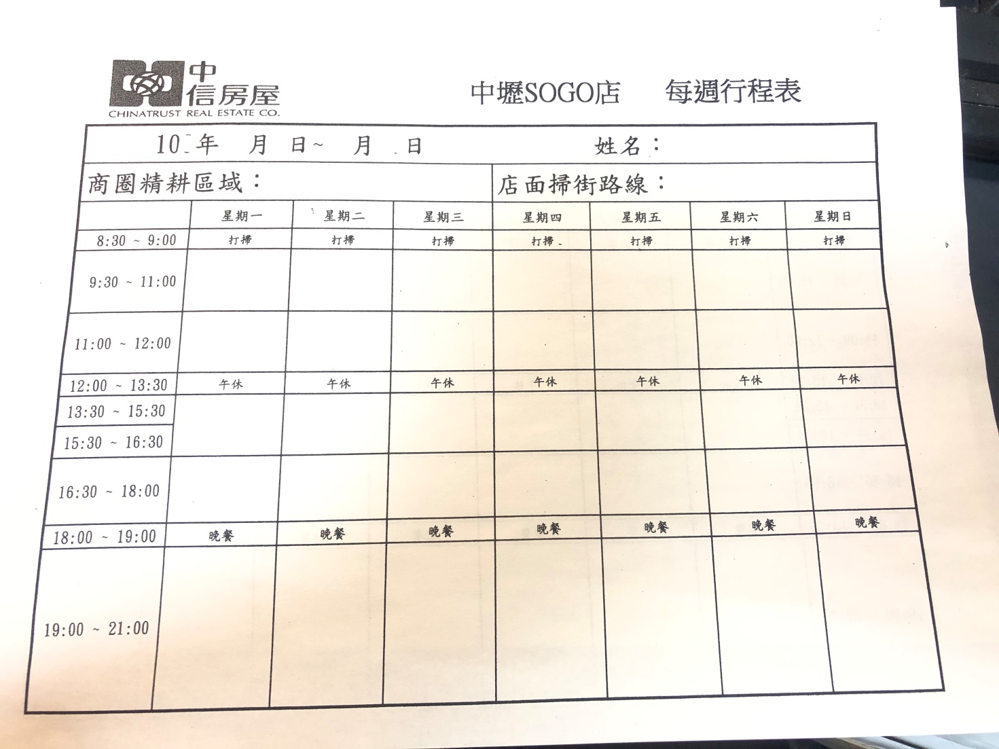 中
信房屋
CHINATRUST REAL ESTATE CO.
中壢SOGO店 每週行程表
10 年 月 日~ 月 日 姓名：
商圈精耕區域： 店面掃街路線：
星期一 星期二 星期三 星期四 星期五 星期六 星期日
8:30 ~ 9:00 打掃 打掃 打掃 打掃 打掃 打掃 打掃
9:30 ~ 11:00
11:00 ~ 12:00
12:00 ~ 13:30 午休 午休 午休 午休 午休 午休 午休
13:30 ~ 15:30
15:30 ~ 16:30
16:30 ~ 18:00
18:00 ~ 19:00 晚餐 晚餐 晚餐 晚餐 晚餐 晚餐 晚餐
19:00 ~ 21:00